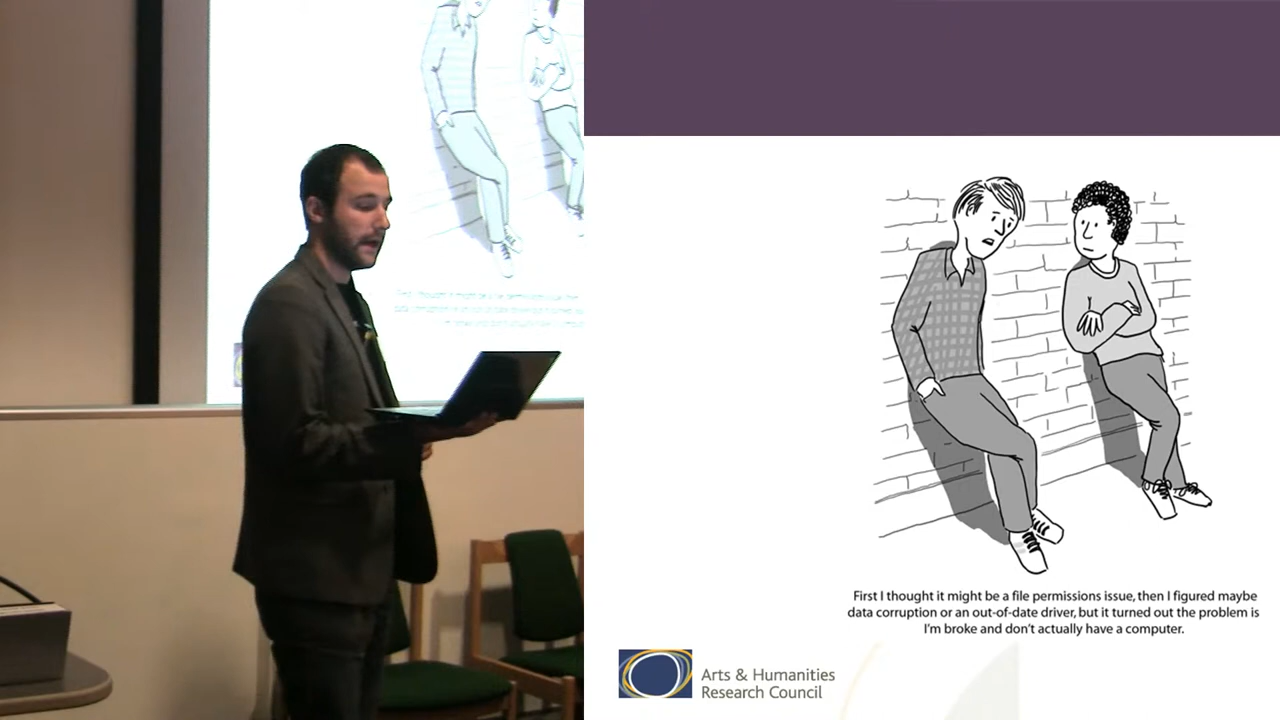 First I thought it might be a file permissions issue, then I figured maybe
data corruption or an out-of-date driver, but it turned out the problem is
I'm broke and don't actually have a computer.
Arts & Humanities
Research Council